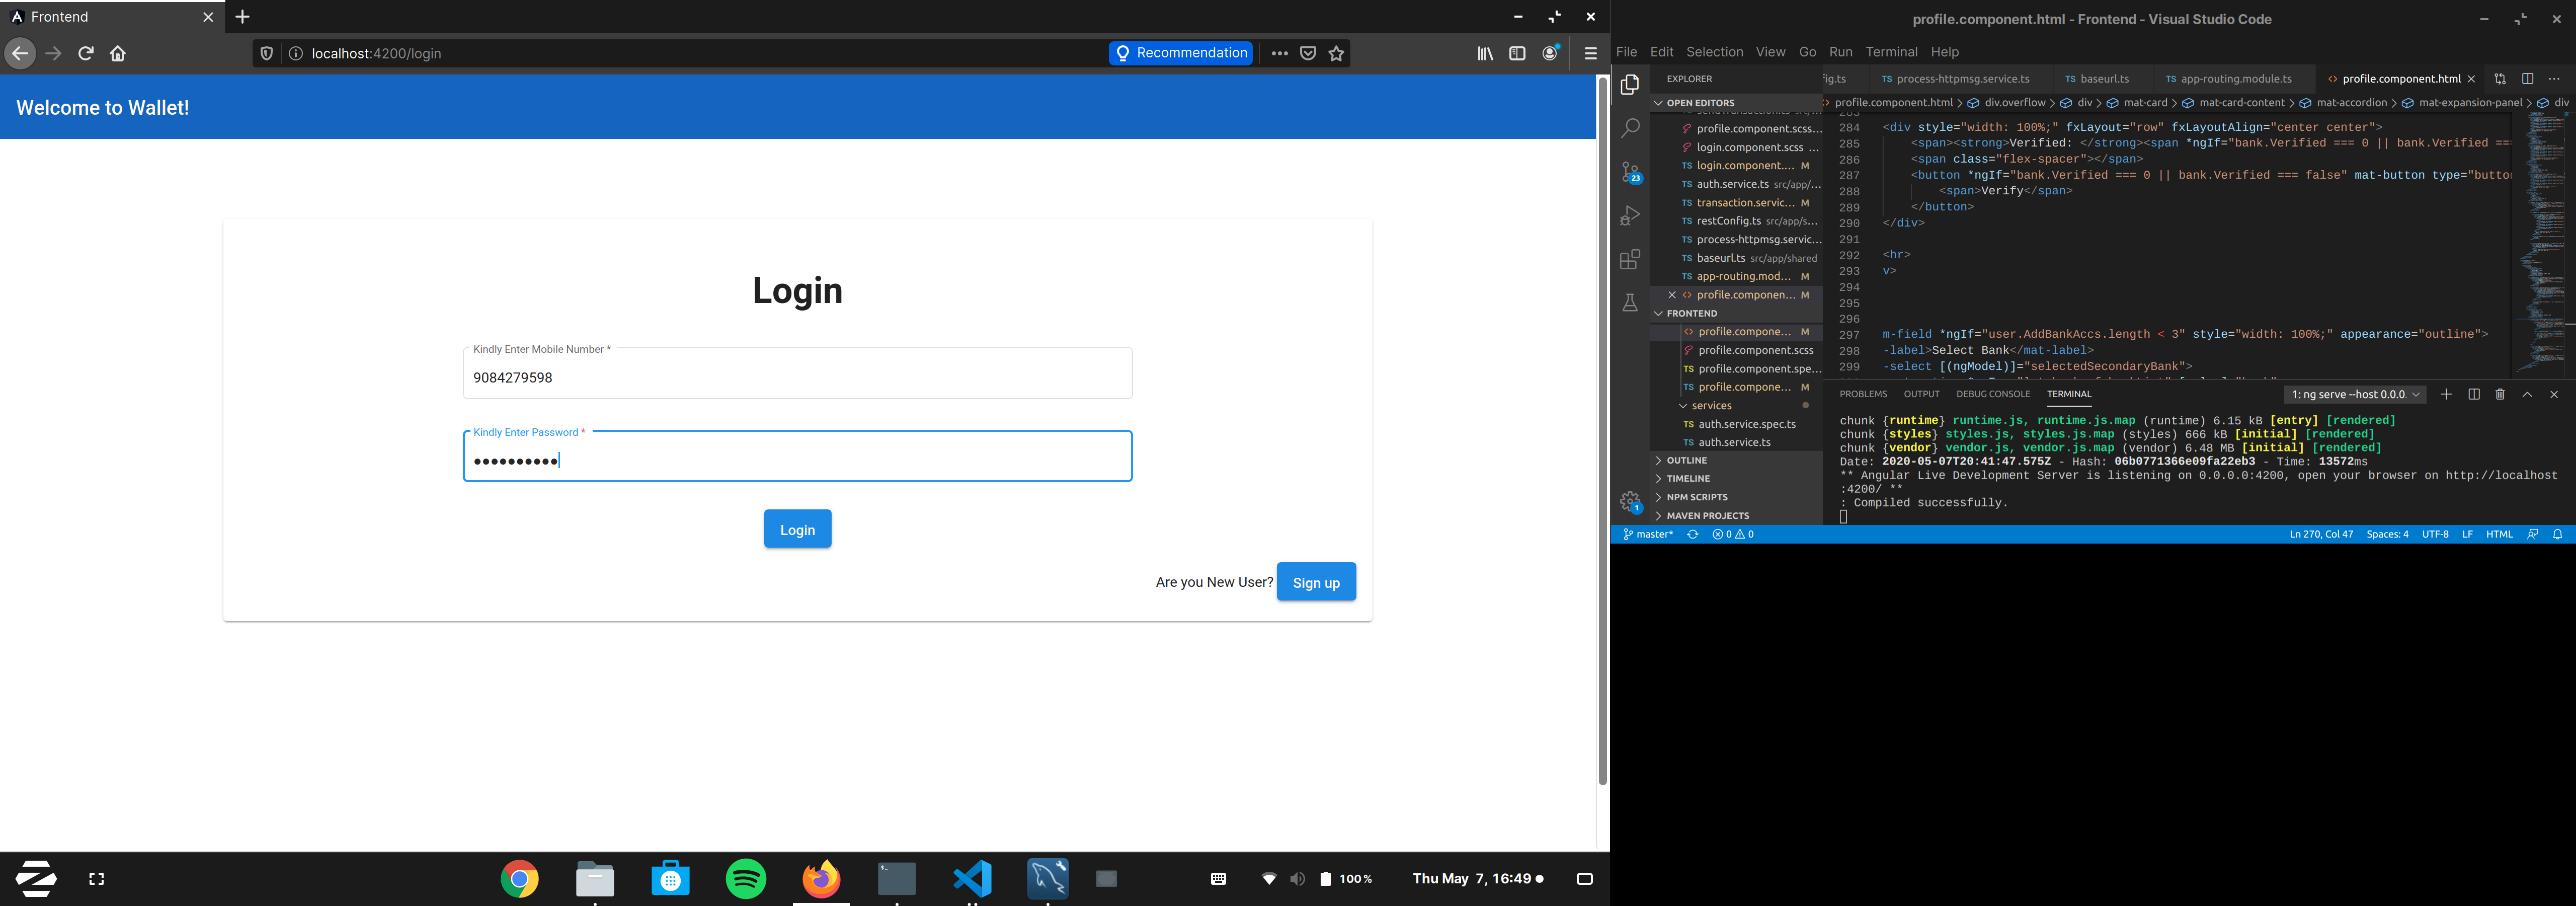 Frontend
localhost:4200/login
Recommendation
Welcome to Wallet!
Login
Kindly Enter Mobile Number *
9084279598
Kindly Enter Password *
Login
Are you New User? Sign up
100 %
Thu May 7, 16:49
profile.component.html - Frontend - Visual Studio Code
File Edit Selection View Go Run Terminal Help
EXPLORER
OPEN EDITORS
profile.component.scss...
login.component.scss ...
TS login.component.... M
TS auth.service.ts src/app/...
TS transaction.servic... M
TS restConfig.ts src/app/s...
TS process-httpmsg.servic...
TS baseurl.ts src/app/shared
TS app-routing.mod... M
profile.componen... M
FRONTEND
profile.compone... M
profile.component.scss
TS profile.component.spe...
TS profile.compone... M
services
TS auth.service.spec.ts
TS auth.service.ts
OUTLINE
TIMELINE
NPM SCRIPTS
MAVEN PROJECTS
23
1
fig.ts TS process-httpmsg.service.ts TS baseurl.ts TS app-routing.module.ts profile.component.html
profile.component.html > div.overflow > div > mat-card > mat-card-content > mat-accordion > mat-expansion-panel > div
284 <div style="width: 100%;" fxLayout="row" fxLayoutAlign="center center">
285 <span><strong>Verified: </strong><span *ngIf="bank.Verified === 0 || bank.Verified ==
286 <span class="flex-spacer"></span>
287 <button *ngIf="bank.Verified === 0 || bank.Verified === false" mat-button type="butto
288 <span>Verify</span>
289 </button>
290 </div>
291
292 <hr>
293 v>
294
295
296
297 m-field *ngIf="user.AddBankAccs.length < 3" style="width: 100%;" appearance="outline">
298 -label>Select Bank</mat-label>
299 -select [(ngModel)]="selectedSecondaryBank">
PROBLEMS OUTPUT DEBUG CONSOLE TERMINAL
1: ng serve --host 0.0.0.
chunk {runtime} runtime.js, runtime.js.map (runtime) 6.15 kB [entry] [rendered]
chunk {styles} styles.js, styles.js.map (styles) 666 kB [initial] [rendered]
chunk {vendor} vendor.js, vendor.js.map (vendor) 6.48 MB [initial] [rendered]
Date: 2020-05-07T20:41:47.575Z - Hash: 06b0771366e09fa22eb3 - Time: 13572ms
** Angular Live Development Server is listening on 0.0.0.0:4200, open your browser on http://localhost
:4200/ **
: Compiled successfully.
master* 0 0
Ln 270, Col 47 Spaces: 4 UTF-8 LF HTML